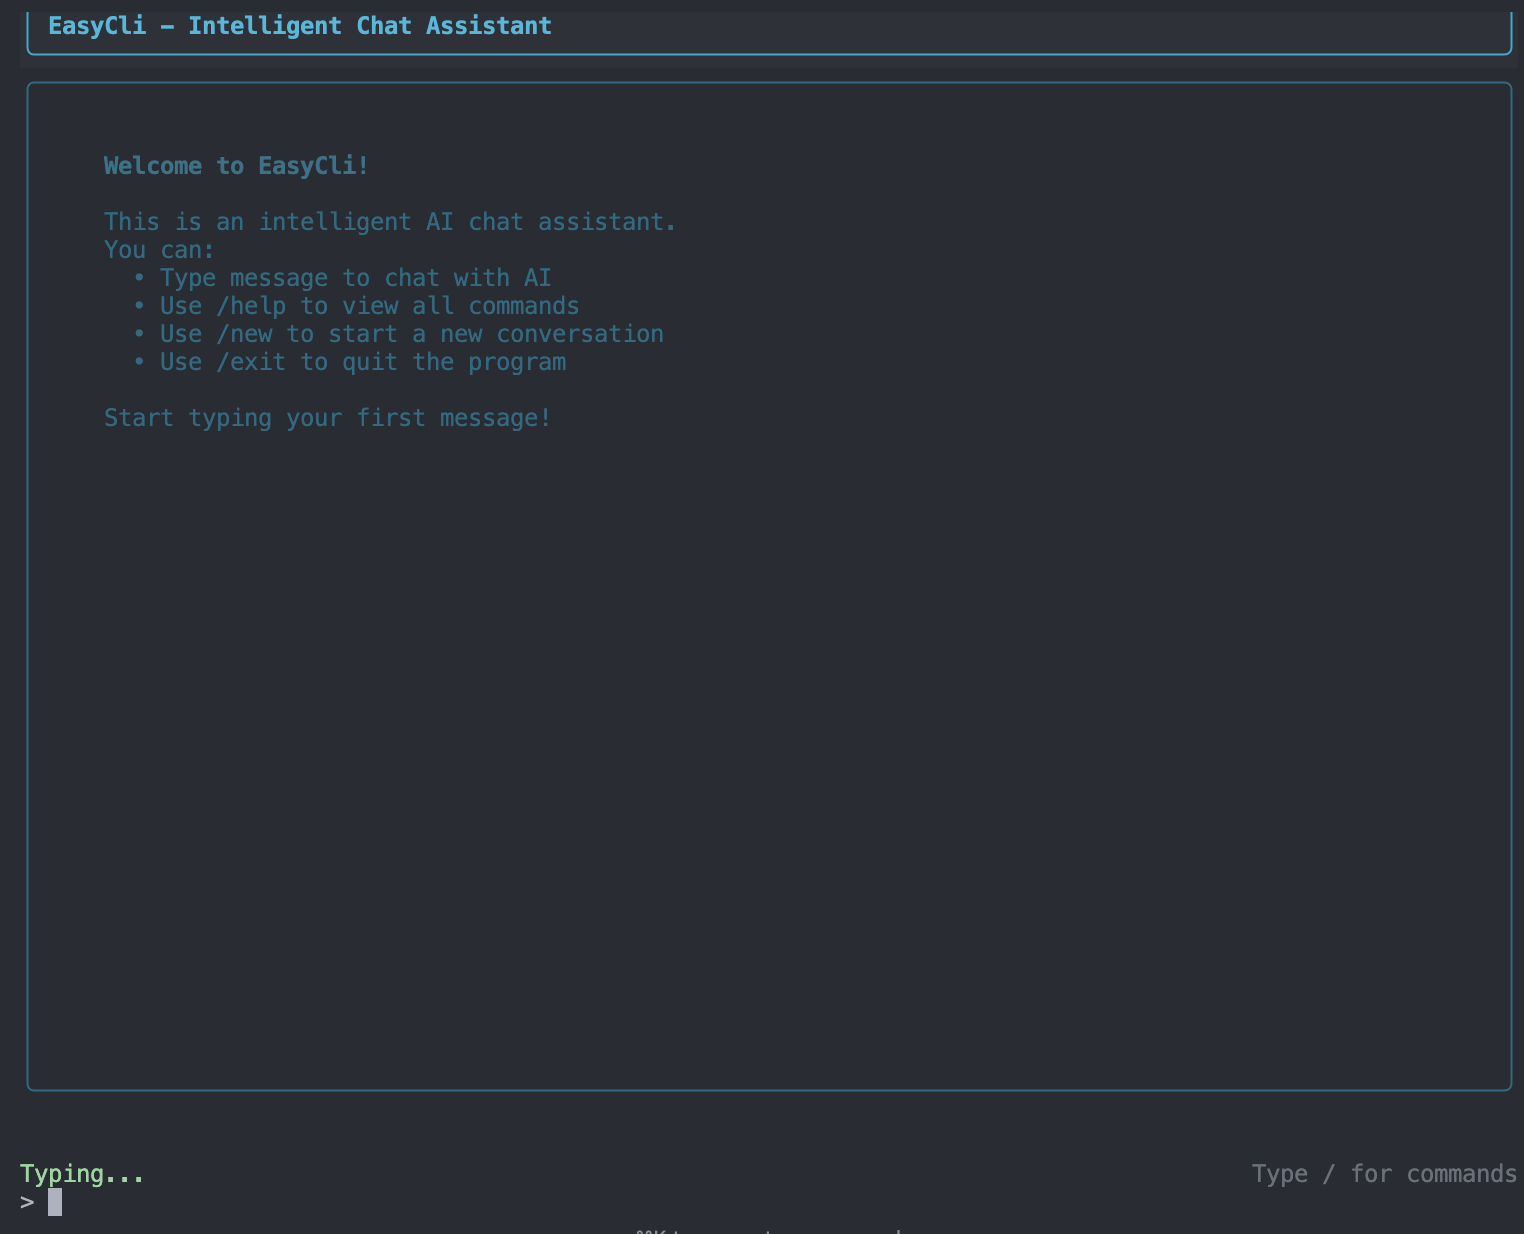 EasyCli - Intelligent Chat Assistant
Welcome to EasyCli!
This is an intelligent AI chat assistant.
You can:
• Type message to chat with AI
• Use /help to view all commands
• Use /new to start a new conversation
• Use /exit to quit the program
Start typing your first message!
Typing...
Type / for commands
>